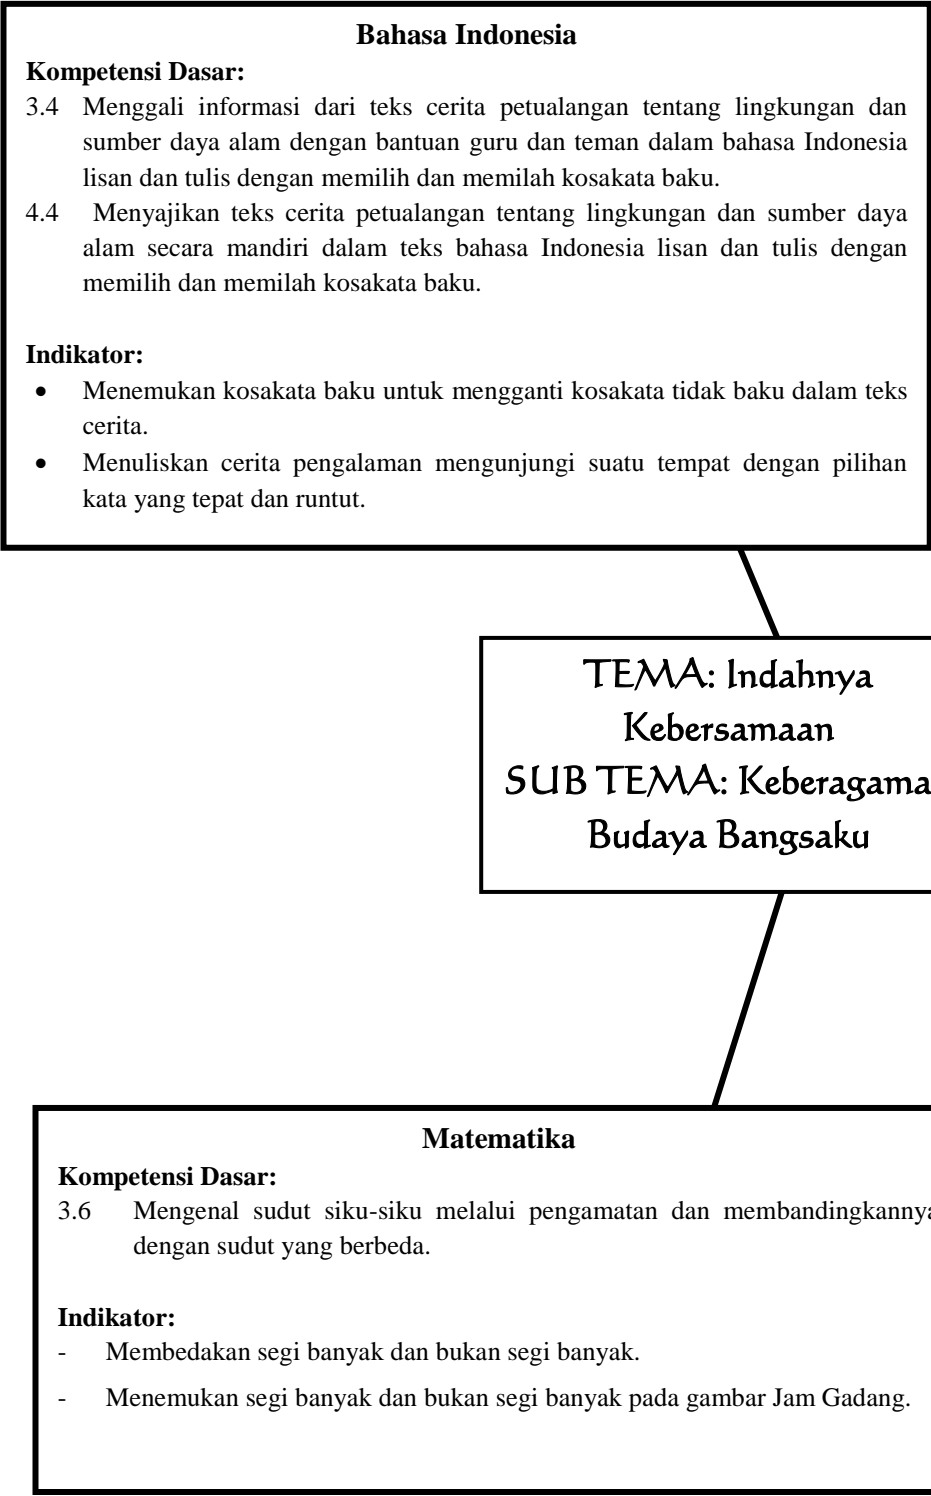 Bahasa Indonesia
Kompetensi Dasar:
3.4 Menggali informasi dari teks cerita petualangan tentang lingkungan dan
sumber daya alam dengan bantuan guru dan teman dalam bahasa Indonesia
lisan dan tulis dengan memilih dan memilah kosakata baku.
4.4 Menyajikan teks cerita petualangan tentang lingkungan dan sumber daya
alam secara mandiri dalam teks bahasa Indonesia lisan dan tulis dengan
memilih dan memilah kosakata baku.
Indikator:
• Menemukan kosakata baku untuk mengganti kosakata tidak baku dalam teks
cerita.
• Menuliskan cerita pengalaman mengunjungi suatu tempat dengan pilihan
kata yang tepat dan runtut.
TEMA: Indahnya
Kebersamaan
SUB TEMA: Keberagama
Budaya Bangsaku
Matematika
Kompetensi Dasar:
3.6 Mengenal sudut siku-siku melalui pengamatan dan membandingkannya
dengan sudut yang berbeda.
Indikator:
- Membedakan segi banyak dan bukan segi banyak.
- Menemukan segi banyak dan bukan segi banyak pada gambar Jam Gadang.